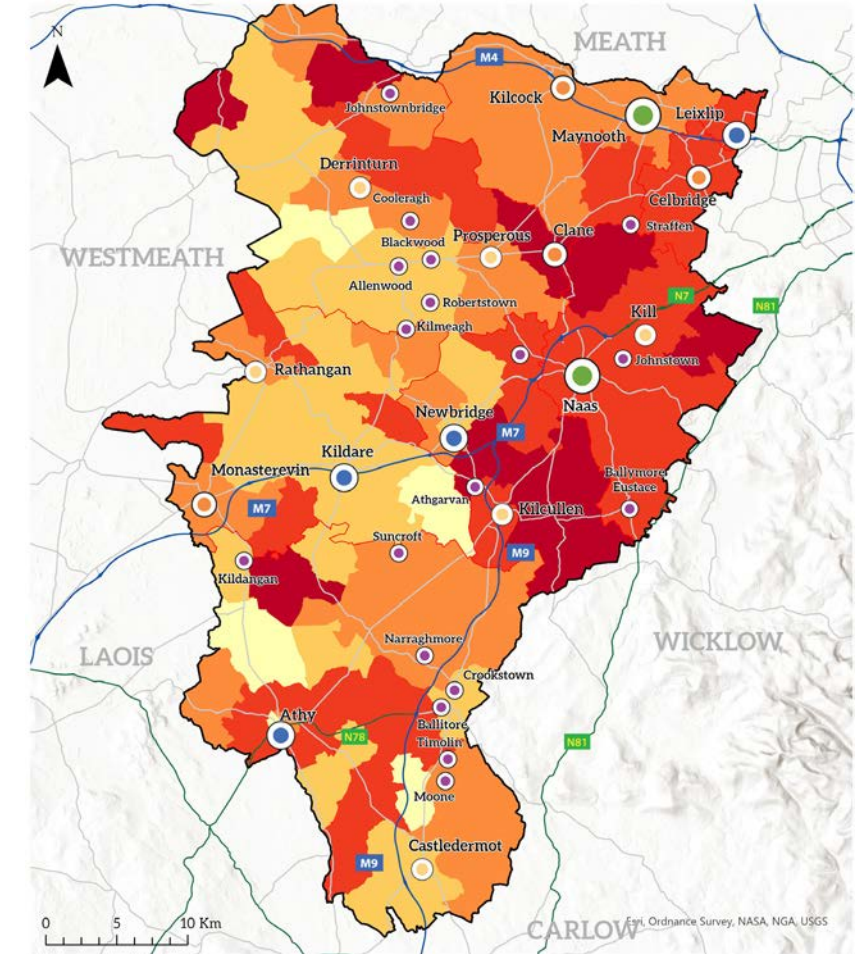 N
MEATH
M4
Kilcock
Johnstownbridge
Maynooth
Leixlip
Derrinturn
Cooleragh
Celbridge
Straffen
Blackwood
Prosperous
Clane
WESTMEATH
Allenwood
N7
N81
Robertstown
Kill
Kilmeagh
Johnstown
Rathangan
Naas
Newbridge
M7
Kildare
Monasterevin
Ballymore
Eustace
Athgarvan
M7
Kilcullen
Suncroft
M9
Kildangan
Narraghmore
WICKLOW
LAOIS
Crookstown
Athy
Ballitore
N78
Timolin
N81
Moone
Castledermot
M9
0 5 10 Km
CARLOW
Esri, Ordnance Survey, NASA, NGA, USGS